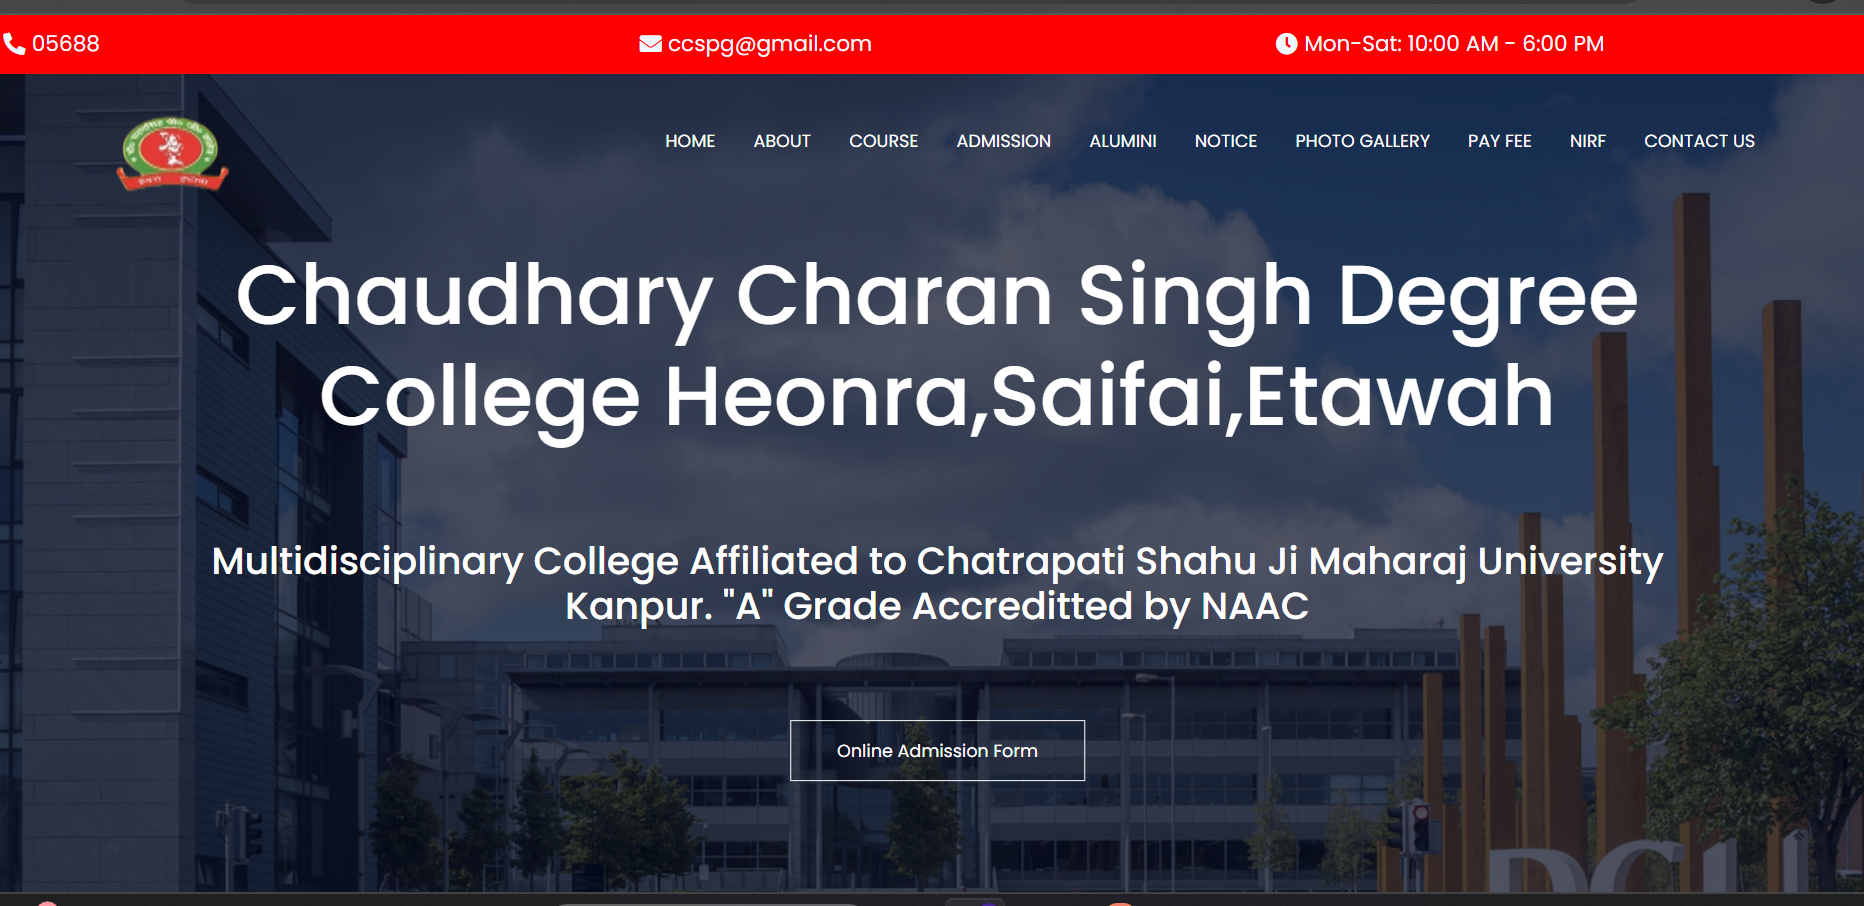 05688
ccspg@gmail.com
Mon-Sat: 10:00 AM - 6:00 PM
HOME ABOUT COURSE ADMISSION ALUMINI NOTICE PHOTO GALLERY PAY FEE NIRF CONTACT US
Chaudhary Charan Singh Degree
College Heonra,Saifai,Etawah
Multidisciplinary College Affiliated to Chatrapati Shahu Ji Maharaj University
Kanpur. "A" Grade Accreditted by NAAC
Online Admission Form